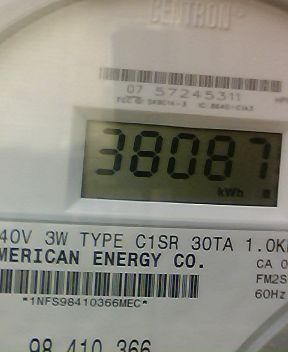 CENTRON®
07 57245311
38087
kWh
40V 3W TYPE C1SR 30TA 1.0K
MERICAN ENERGY CO.
CA 0
FM2S
*1NFS98410366MEC*
60Hz
98 410 366